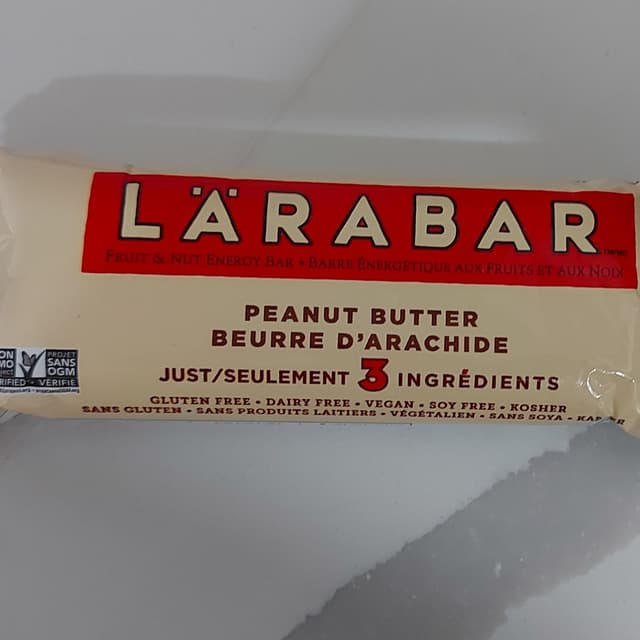 LÄRABAR
FRUIT & NUT ENERGY BAR • BARRE ÉNERGÉTIQUE AUX FRUITS ET AUX NOIX
PEANUT BUTTER
BEURRE D'ARACHIDE
JUST/SEULEMENT 3 INGRÉDIENTS
GLUTEN FREE • DAIRY FREE • VEGAN • SOY FREE • KOSHER
SANS GLUTEN • SANS PRODUITS LAITIERS • VÉGÉTALIEN • SANS SOYA •
PROJET
SANS
OGM
VÉRIFIÉ